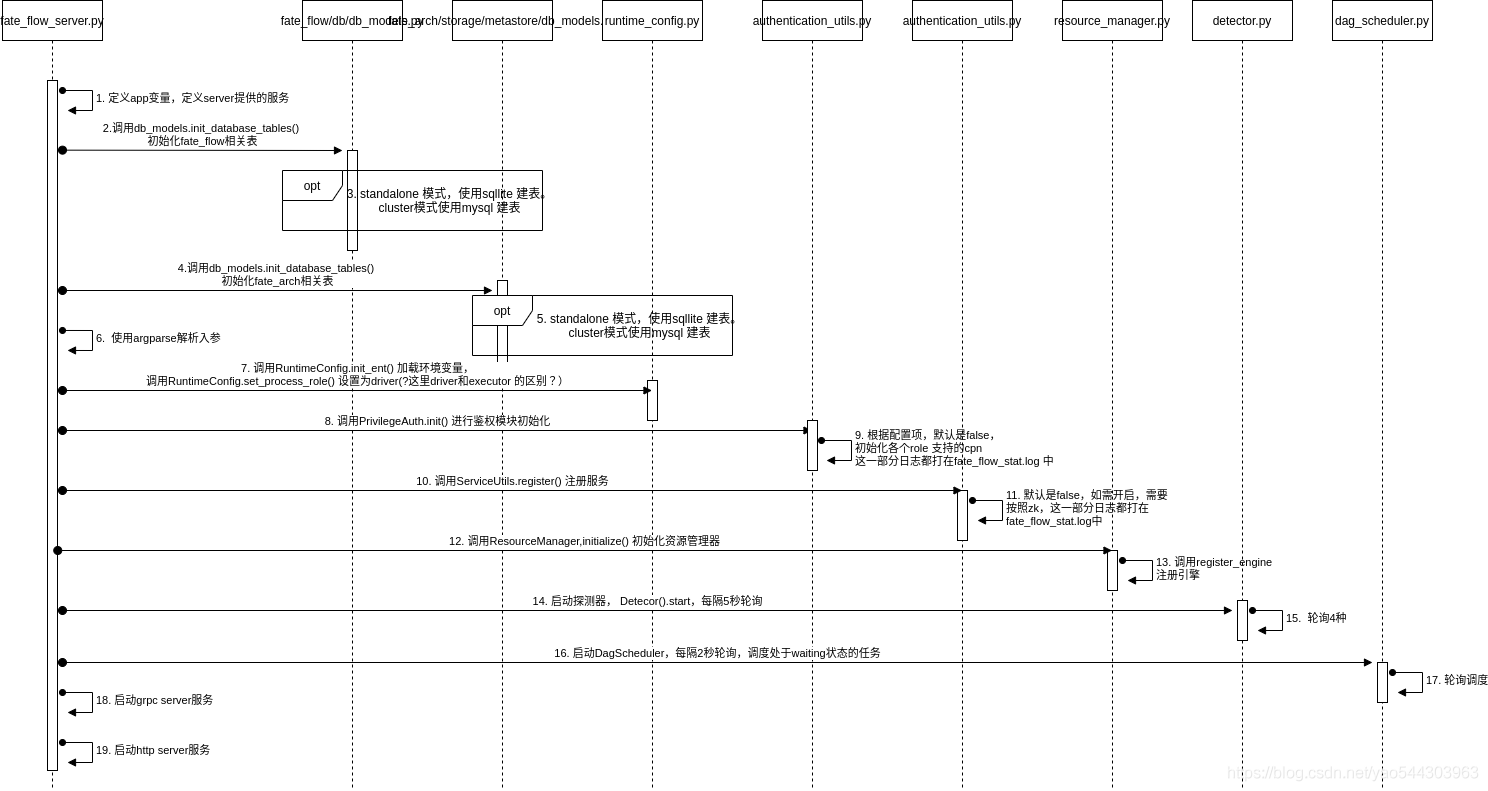 fate_flow_server.py
fate_flow/db/db_models.py
fate_arch/storage/metastore/db_models.py
runtime_config.py
authentication_utils.py
authentication_utils.py
resource_manager.py
detector.py
dag_scheduler.py
1. 定义app变量，定义server提供的服务
2.调用db_models.init_database_tables()
初始化fate_flow相关表
opt
3. standalone 模式，使用sqllite 建表。
cluster模式使用mysql 建表
4.调用db_models.init_database_tables()
初始化fate_arch相关表
opt
5. standalone 模式，使用sqllite 建表。
cluster模式使用mysql 建表
6. 使用argparse解析入参
7. 调用RuntimeConfig.init_ent() 加载环境变量，
调用RuntimeConfig.set_process_role() 设置为driver(?这里driver和executor 的区别？）
8. 调用PrivilegeAuth.init() 进行鉴权模块初始化
9. 根据配置项，默认是false，
初始化各个role 支持的cpn
这一部分日志都打在fate_flow_stat.log 中
10. 调用ServiceUtils.register() 注册服务
11. 默认是false，如需开启，需要
按照zk，这一部分日志都打在
fate_flow_stat.log中
12. 调用ResourceManager,initialize() 初始化资源管理器
13. 调用register_engine
注册引擎
14. 启动探测器， Detecor().start，每隔5秒轮询
15. 轮询4种
16. 启动DagScheduler，每隔2秒轮询，调度处于waiting状态的任务
17. 轮询调度
18. 启动grpc server服务
19. 启动http server服务
https://blog.csdn.net/yao544303963